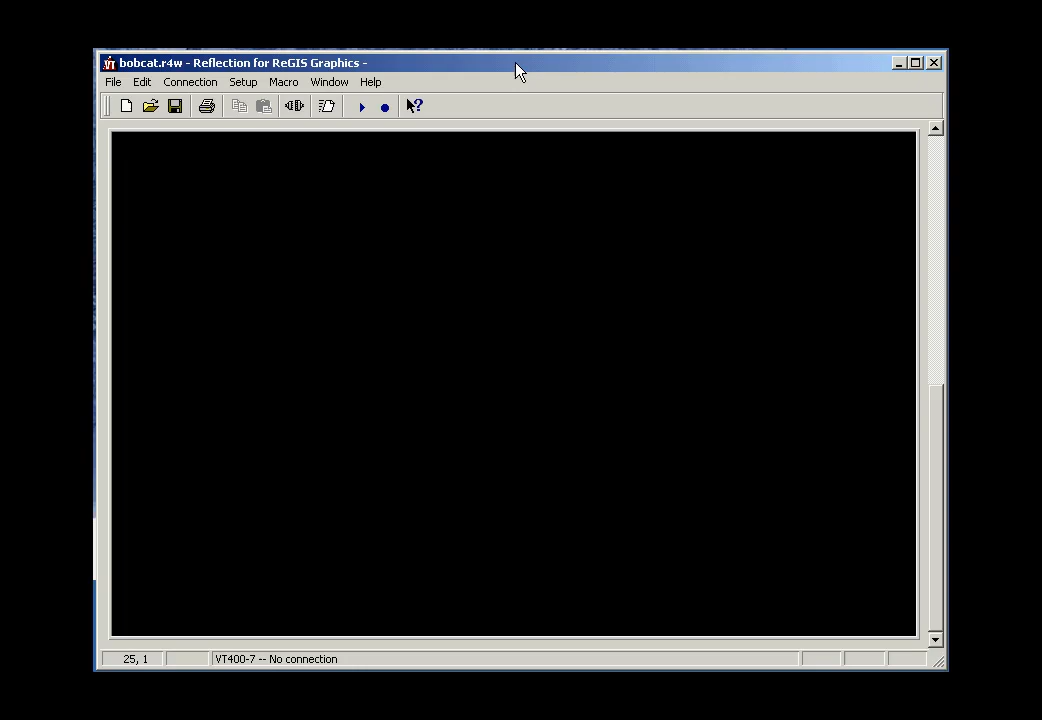 bobcat.r4w - Reflection for ReGIS Graphics -
File Edit Connection Setup Macro Window Help
25, 1 VT400-7 -- No connection